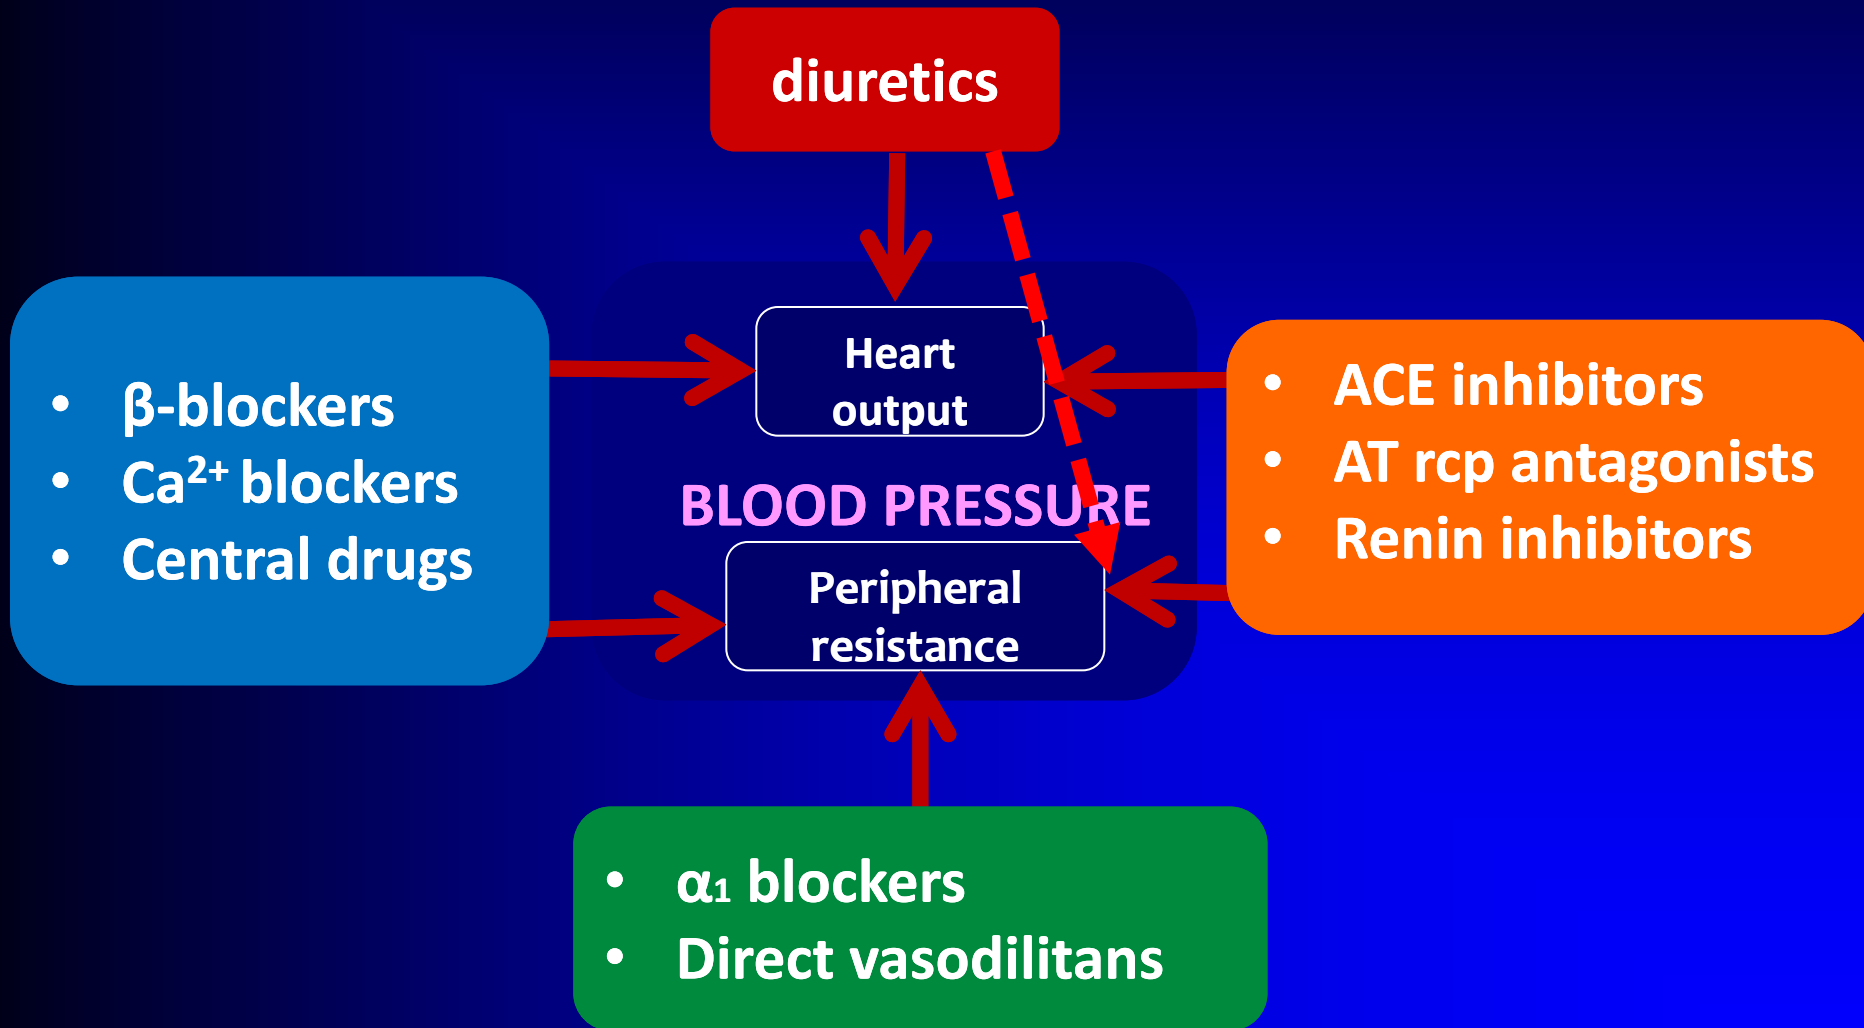 diuretics
Heart
output
• β-blockers
• Ca²⁺ blockers
• Central drugs
BLOOD PRESSURE
• ACE inhibitors
• AT rcp antagonists
• Renin inhibitors
Peripheral
resistance
• α₁ blockers
• Direct vasodilitans